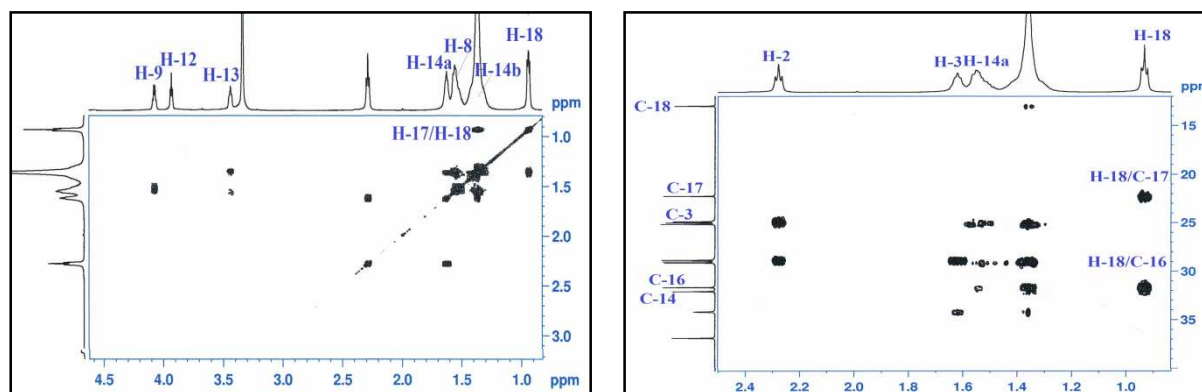 H-18
H-12
H-8
H-9
H-14a
H-13
H-14b
ppm
ppm
H-17/H-18
1.0
1.5
2.0
2.5
3.0
4.5 4.0 3.5 3.0 2.5 2.0 1.5 1.0
ppm
H-18
H-2
H-3 H-14a
pp
C-18
15
C-17
H-18/C-17
20
C-3
25
H-18/C-16
C-16
30
C-14
35
2.4 2.2 2.0 1.8 1.6 1.4 1.2 1.0